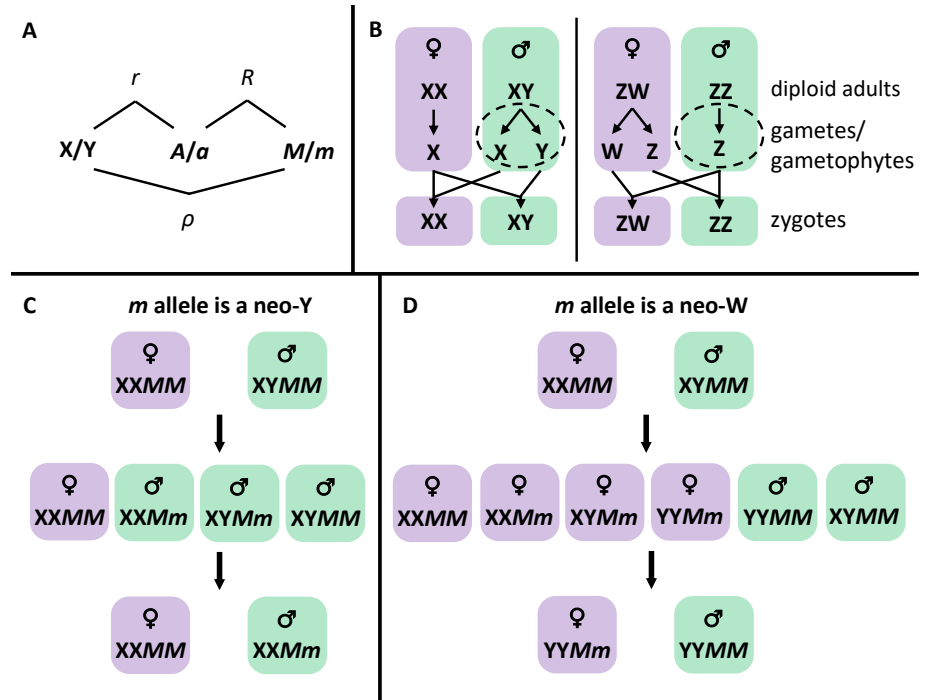 A
r R
X/Y A/a M/m
ρ
B
♀ ♂ ♀ ♂
XX XY ZW ZZ diploid adults
X X Y W Z Z gametes/
gametophytes
XX XY ZW ZZ zygotes
C m allele is a neo-Y
♀ ♂
XXMM XYMM
♀ ♂ ♂ ♂
XXMM XXMm XYMm XYMM
♀ ♂
XXMM XXMm
D m allele is a neo-W
♀ ♂
XXMM XYMM
♀ ♀ ♀ ♀ ♂ ♂
XXMM XXMm XYMm YYMm YYMM XYMM
♀ ♂
YYMm YYMM